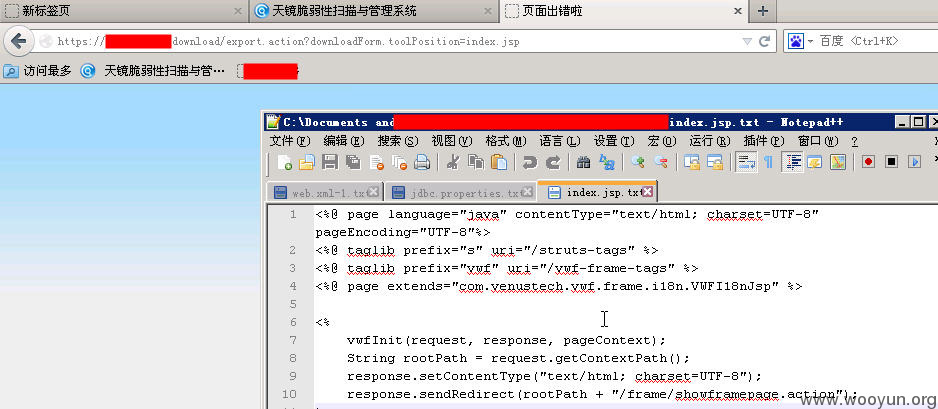 新标签页
天镜脆弱性扫描与管理系统
页面出错啦
https://
download/export.action?downloadForm.toolPosition=index.jsp
百度 <Ctrl+K>
访问最多
天镜脆弱性扫描与管…
C:\Documents and
index.jsp.txt - Notepad++
文件(F) 编辑(E) 搜索(S) 视图(V) 格式(M) 语言(L) 设置(T) 宏(O) 运行(R) 插件(P) 窗口(W) ?
web.xml-1.txt
jdbc.properties.txt
index.jsp.txt
1 <%@ page language="java" contentType="text/html; charset=UTF-8"
pageEncoding="UTF-8"%>
2 <%@ taglib prefix="s" uri="/struts-tags" %>
3 <%@ taglib prefix="vwf" uri="/vwf-frame-tags" %>
4 <%@ page extends="com.venustech.vwf.frame.i18n.VWFI18nJsp" %>
5
6 <%
7 vwfInit(request, response, pageContext);
8 String rootPath = request.getContextPath();
9 response.setContentType("text/html; charset=UTF-8");
10 response.sendRedirect(rootPath + "/frame/showframepage.action");
www.wooyun.org